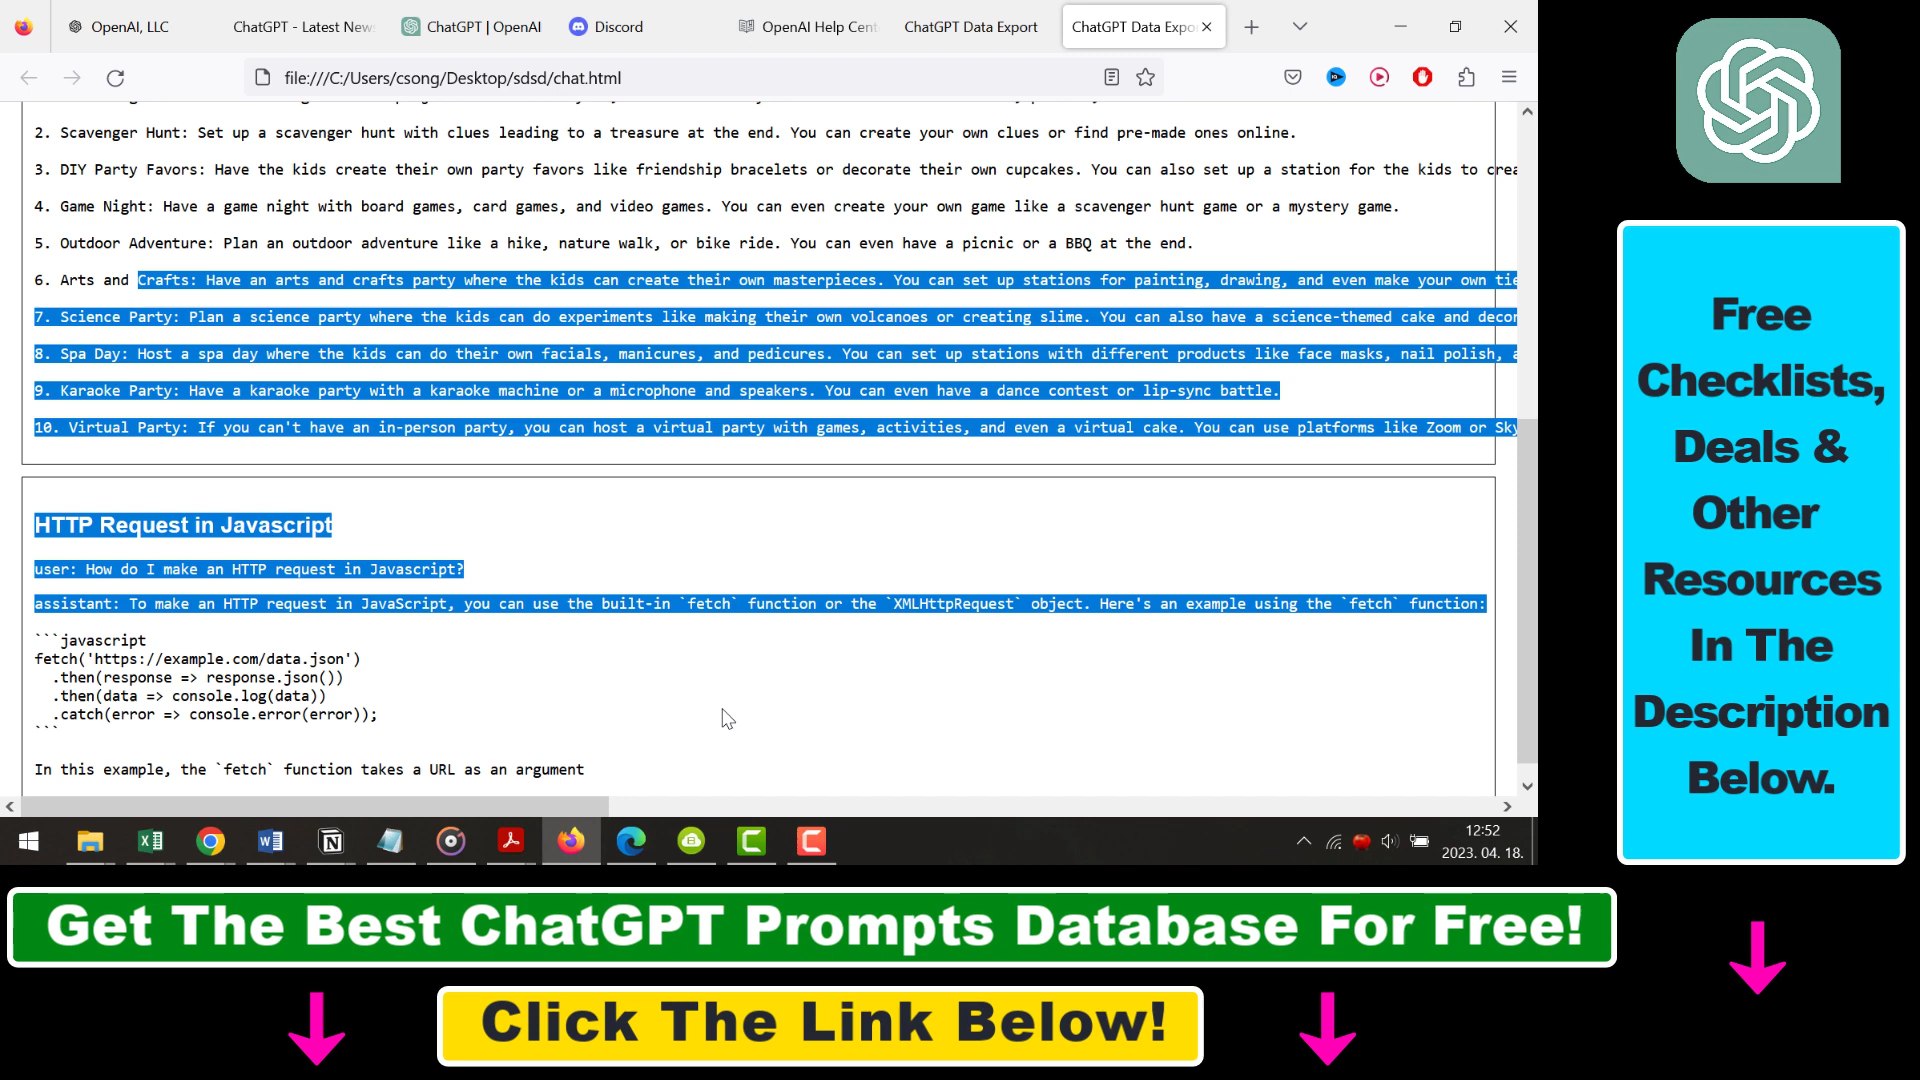 OpenAI, LLC
ChatGPT - Latest New
ChatGPT | OpenAI
Discord
OpenAI Help Cent
ChatGPT Data Export
ChatGPT Data Expo
file:///C:/Users/csong/Desktop/sdsd/chat.html
2. Scavenger Hunt: Set up a scavenger hunt with clues leading to a treasure at the end. You can create your own clues or find pre-made ones online.
3. DIY Party Favors: Have the kids create their own party favors like friendship bracelets or decorate their own cupcakes. You can also set up a station for the kids to crea
4. Game Night: Have a game night with board games, card games, and video games. You can even create your own game like a scavenger hunt game or a mystery game.
5. Outdoor Adventure: Plan an outdoor adventure like a hike, nature walk, or bike ride. You can even have a picnic or a BBQ at the end.
6. Arts and Crafts: Have an arts and crafts party where the kids can create their own masterpieces. You can set up stations for painting, drawing, and even make your own tie
7. Science Party: Plan a science party where the kids can do experiments like making their own volcanoes or creating slime. You can also have a science-themed cake and decor
8. Spa Day: Host a spa day where the kids can do their own facials, manicures, and pedicures. You can set up stations with different products like face masks, nail polish, a
9. Karaoke Party: Have a karaoke party with a karaoke machine or a microphone and speakers. You can even have a dance contest or lip-sync battle.
10. Virtual Party: If you can't have an in-person party, you can host a virtual party with games, activities, and even a virtual cake. You can use platforms like Zoom or Sky
HTTP Request in Javascript
user: How do I make an HTTP request in Javascript?
assistant: To make an HTTP request in JavaScript, you can use the built-in `fetch` function or the `XMLHttpRequest` object. Here's an example using the `fetch` function:
```javascript
fetch('https://example.com/data.json')
.then(response => response.json())
.then(data => console.log(data))
.catch(error => console.error(error));
```
In this example, the `fetch` function takes a URL as an argument
12:52
2023. 04. 18.
Free
Checklists,
Deals &
Other
Resources
In The
Description
Below.
Get The Best ChatGPT Prompts Database For Free!
Click The Link Below!